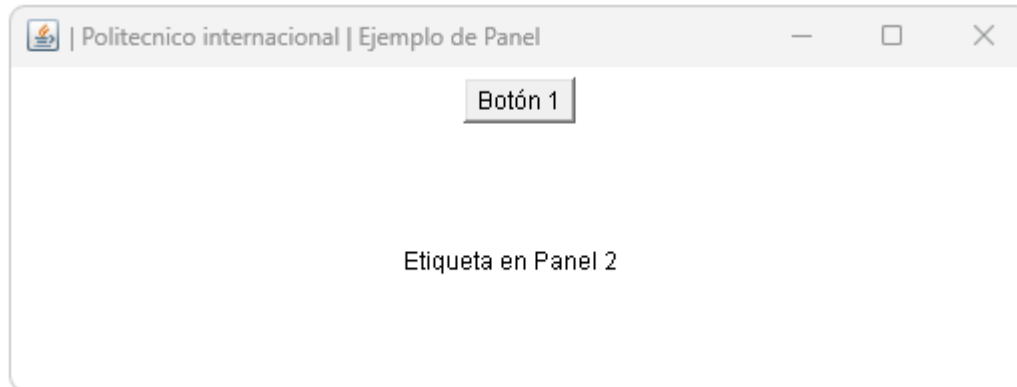 | Politecnico internacional | Ejemplo de Panel
Botón 1
Etiqueta en Panel 2